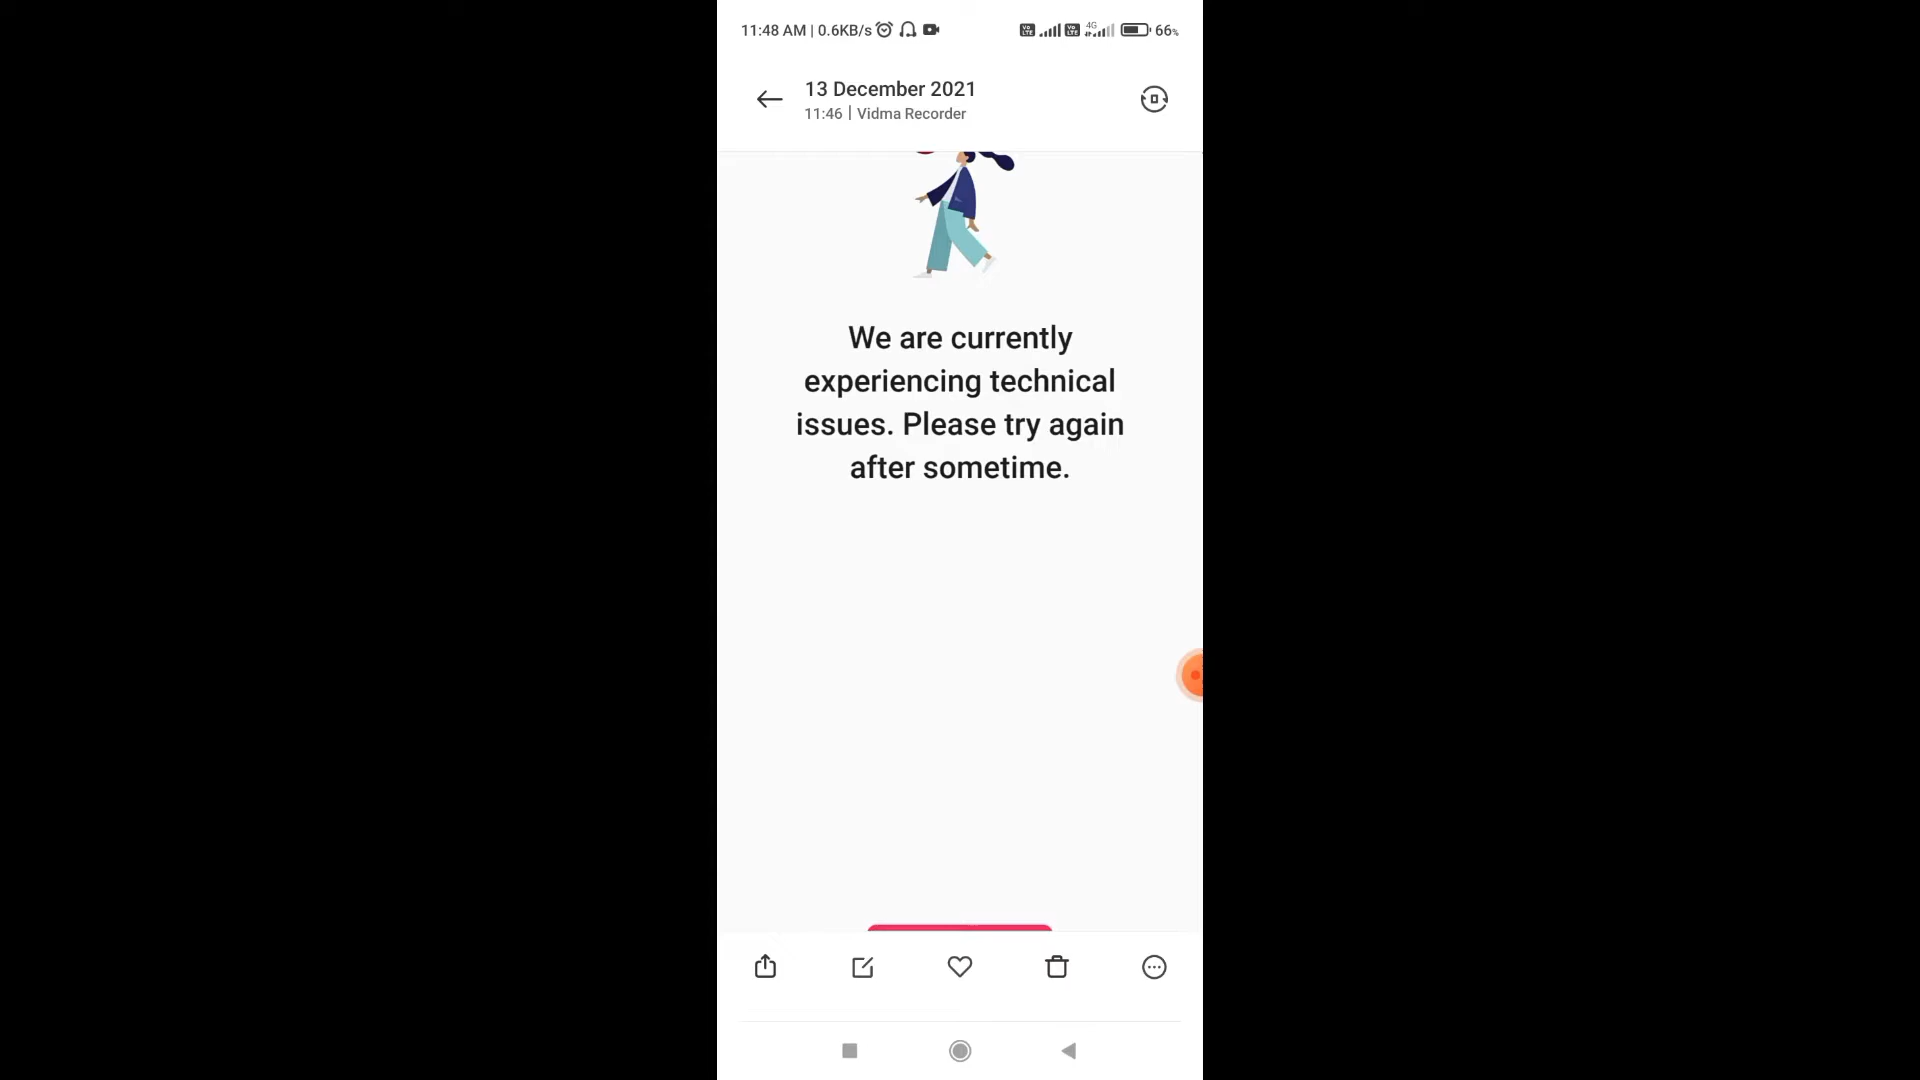 11:48 AM | 0.6KB/s 4G 66%
13 December 2021
11:46 | Vidma Recorder
We are currently
experiencing technical
issues. Please try again
after sometime.